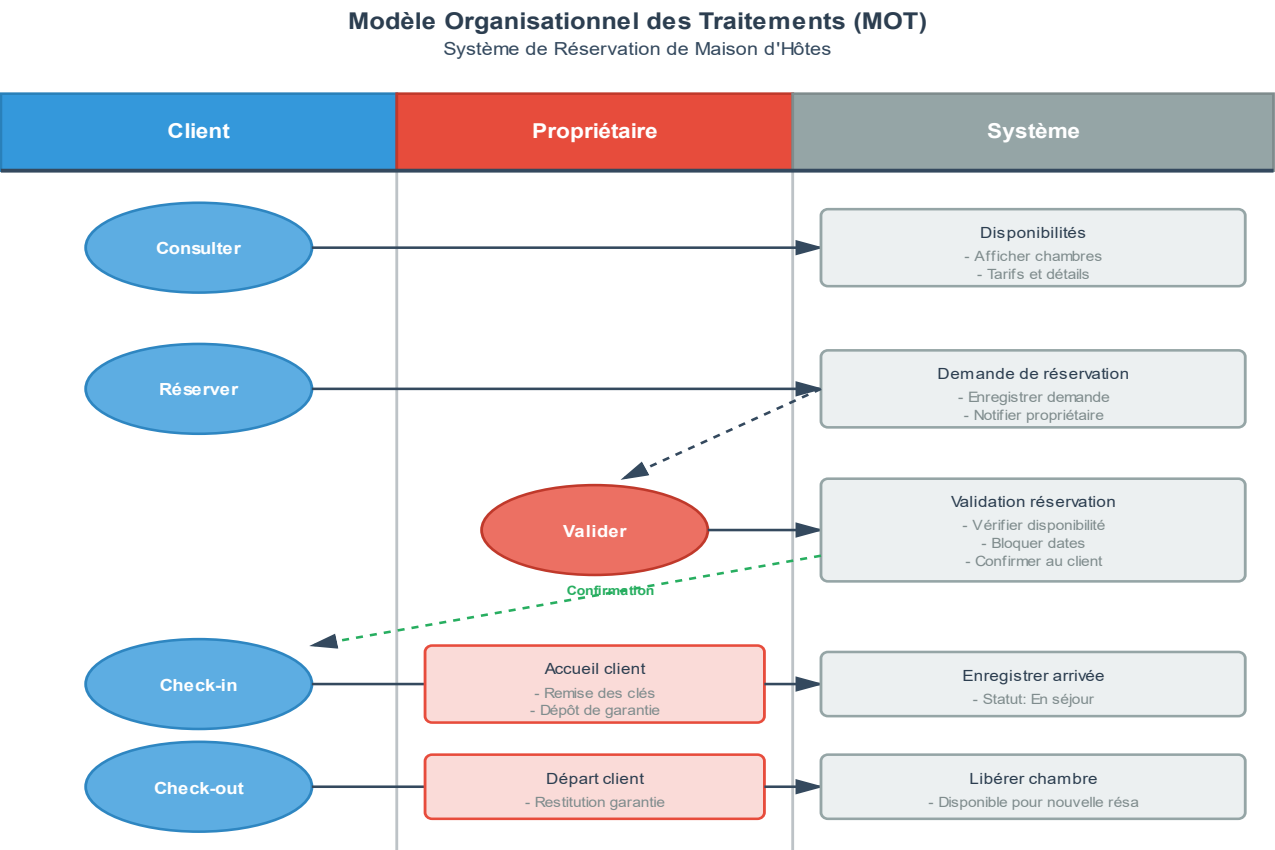 Modèle Organisationnel des Traitements (MOT)
Système de Réservation de Maison d'Hôtes
Client
Propriétaire
Système
Consulter
Disponibilités
- Afficher chambres
- Tarifs et détails
Réserver
Demande de réservation
- Enregistrer demande
- Notifier propriétaire
Valider
Validation réservation
- Vérifier disponibilité
- Bloquer dates
- Confirmer au client
Confirmation
Check-in
Accueil client
- Remise des clés
- Dépôt de garantie
Enregistrer arrivée
- Statut: En séjour
Check-out
Départ client
- Restitution garantie
Libérer chambre
- Disponible pour nouvelle résa